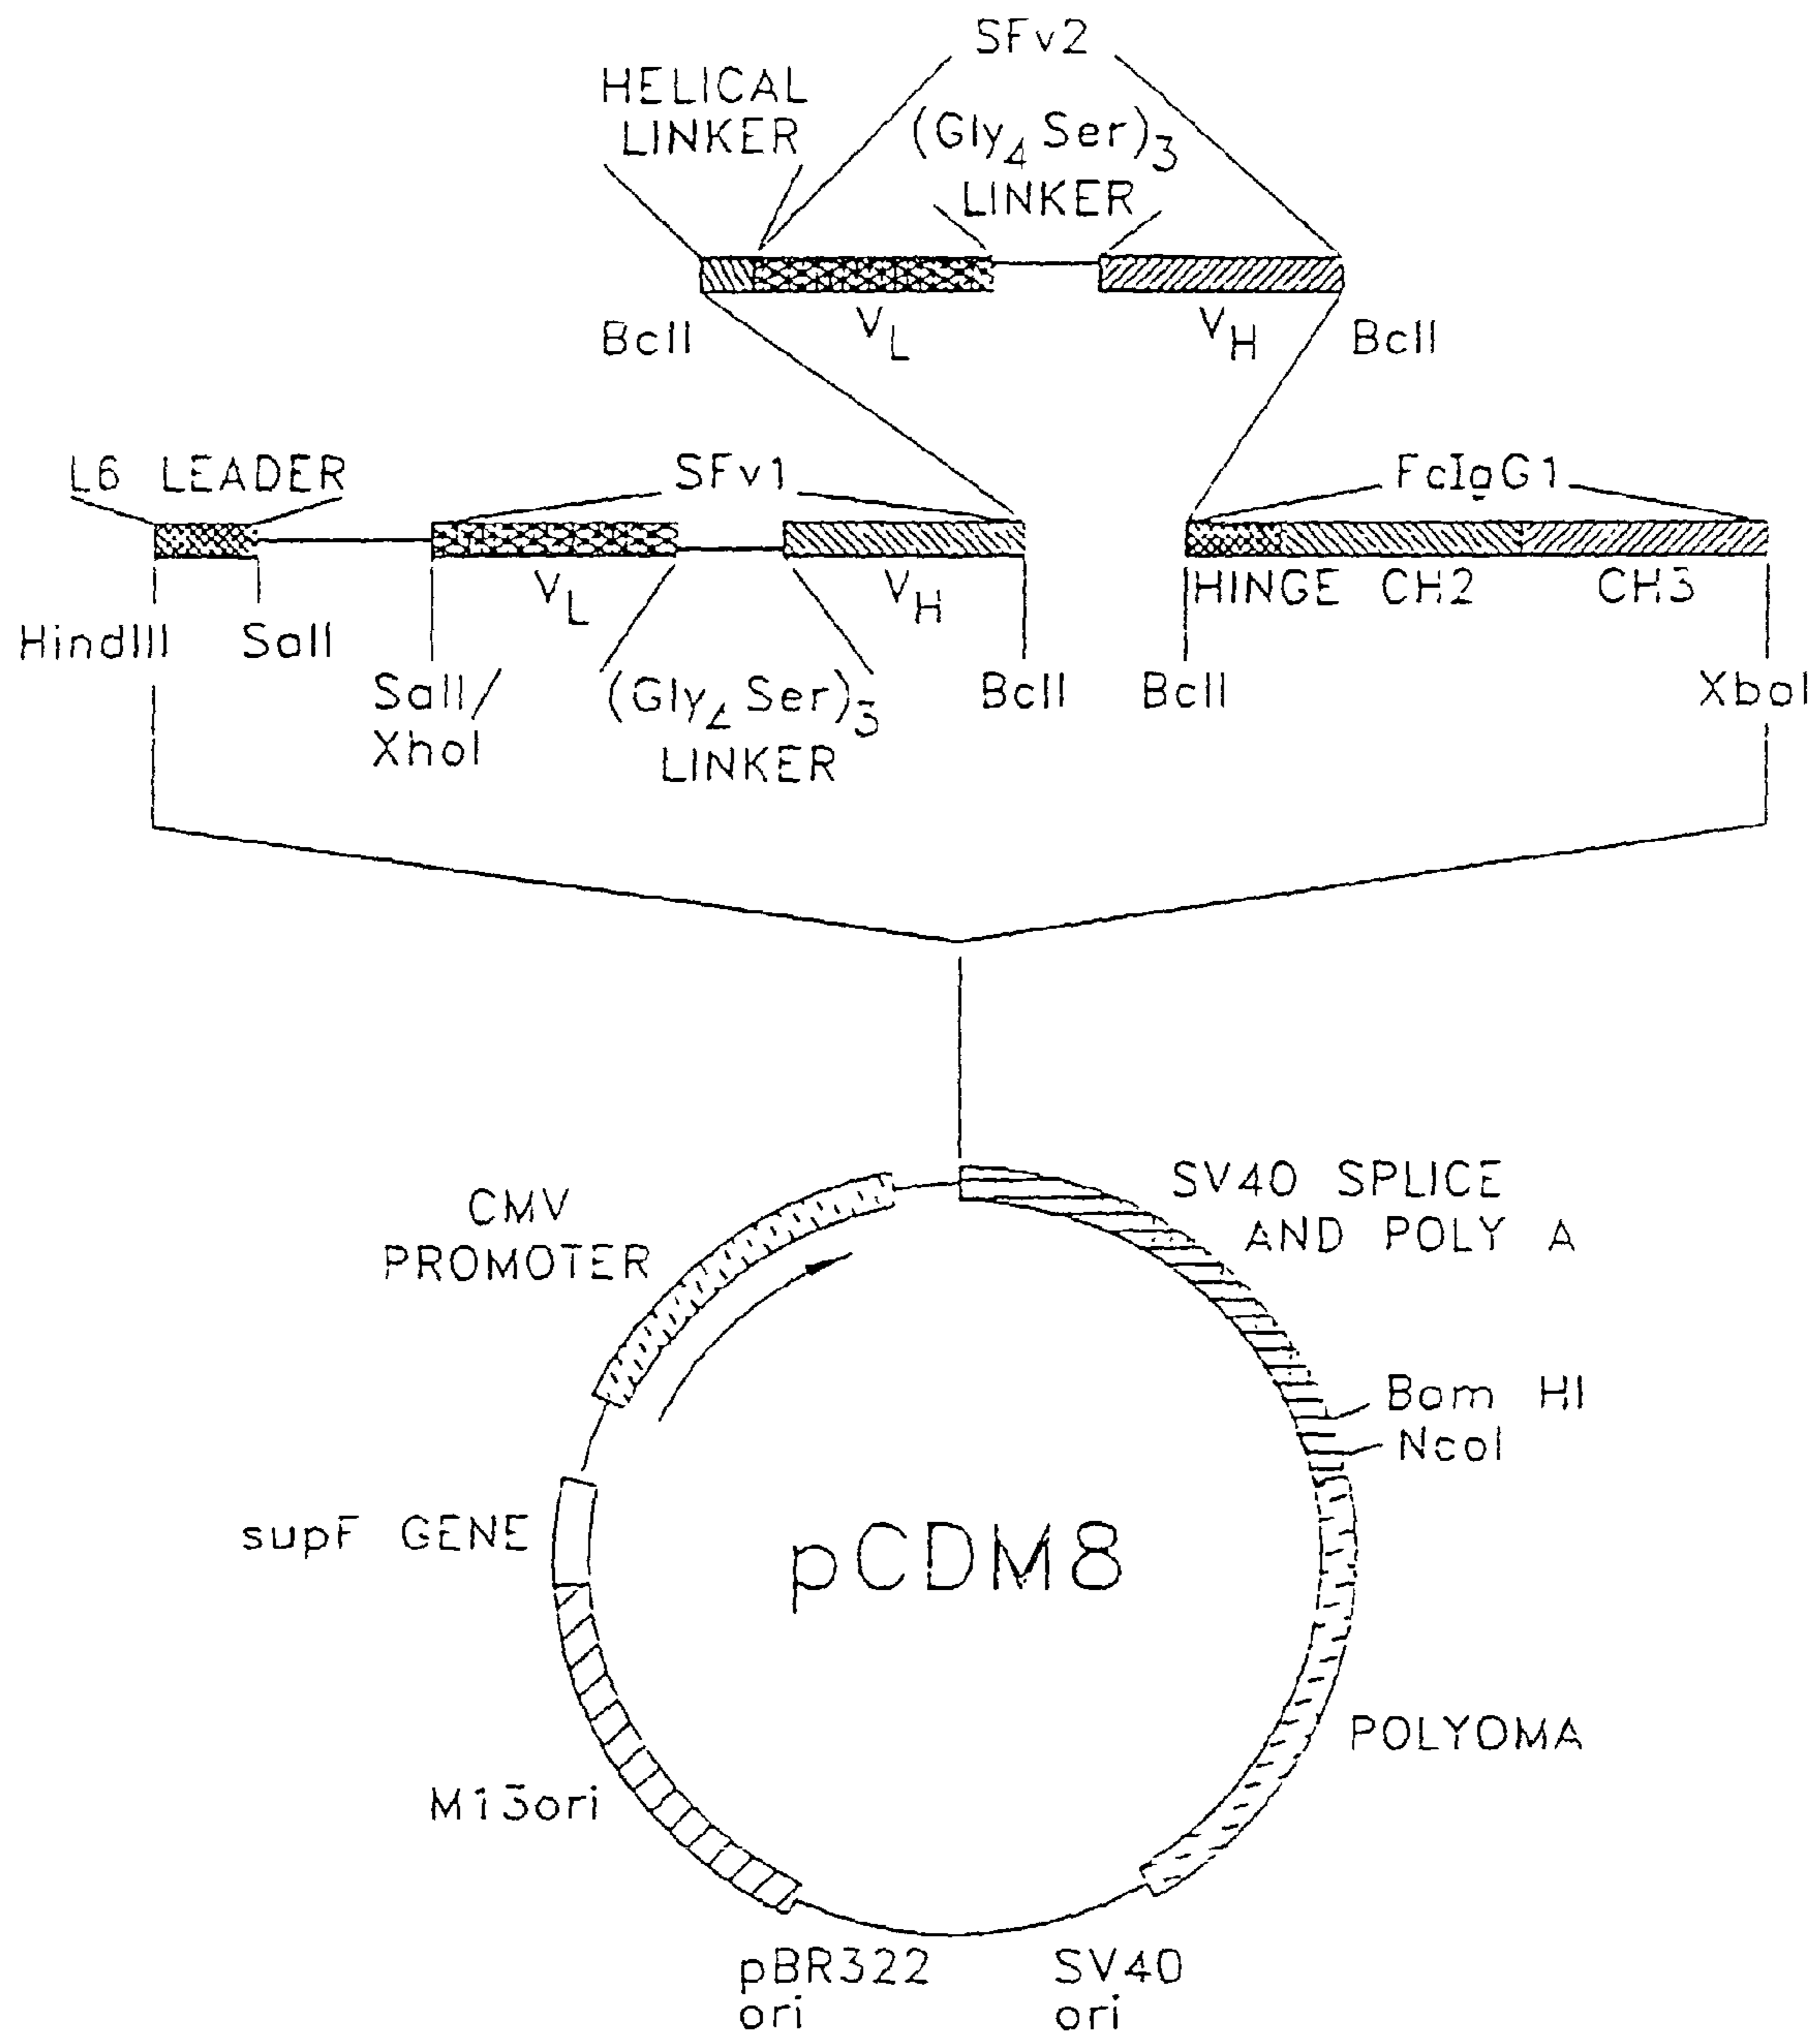 SFv2
HELICAL
LINKER
(Gly4 Ser)3
LINKER
BclI
VL
VH
BclI
L6 LEADER
SFv1
FcIgG1
VL
VH
HINGE CH2 CH3
HindIII
SalI
SalI/
XhoI
(Gly4 Ser)3
LINKER
BclI
BclI
XbaI
CMV
PROMOTER
SV40 SPLICE
AND POLY A
Bam HI
NcoI
supF GENE
pCDM8
POLYOMA
M13ori
pBR322
ori
SV40
ori